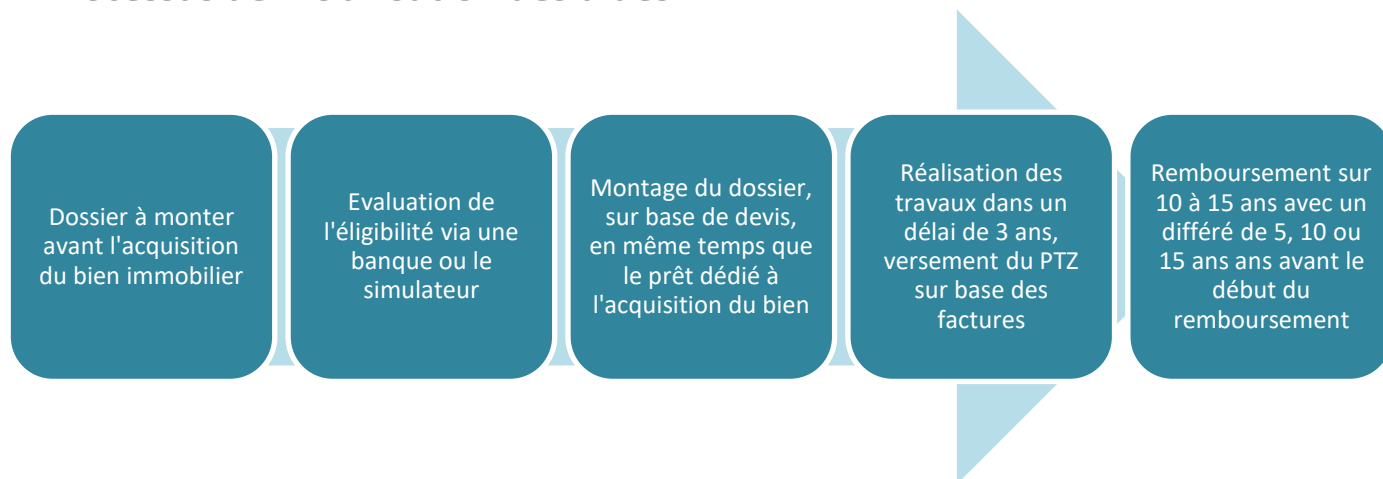 Dossier à monter
avant l'acquisition
du bien immobilier
Evaluation de
l'éligibilité via une
banque ou le
simulateur
Montage du dossier,
sur base de devis,
en même temps que
le prêt dédié à
l'acquisition du bien
Réalisation des
travaux dans un
délai de 3 ans,
versement du PTZ
sur base des
factures
Remboursement sur
10 à 15 ans avec un
différé de 5, 10 ou
15 ans ans avant le
début du
remboursement